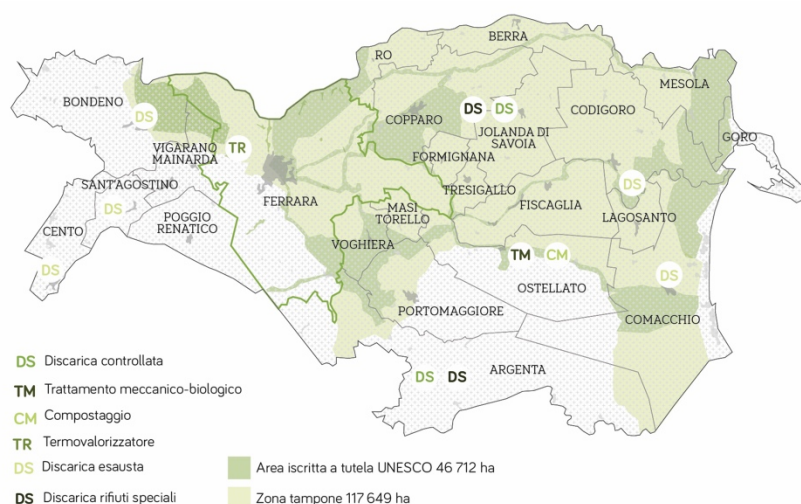 BERRA
RO
MESOLA
BONDENO
DS
DS
DS
COPPARO
CODIGORO
JOLANDA DI
SAVOIA
GORO
VIGARANO
MAINARDA
TR
FORMIGNANA
SANT'AGOSTINO
TRESIGALLO
DS
FERRARA
MASI
TORELLO
FISCAGLIA
LAGOSANTO
DS
POGGIO
RENATICO
CENTO
VOGHIERA
TM
CM
DS
DS
OSTELLATO
PORTOMAGGIORE
COMACCHIO
ARGENTA
DS
DS
DS Discarica controllata
TM Trattamento meccanico-biologico
CM Compostaggio
TR Termovalorizzatore
DS Discarica esausta
DS Discarica rifiuti speciali
Area iscritta a tutela UNESCO 46 712 ha
Zona tampone 117 649 ha